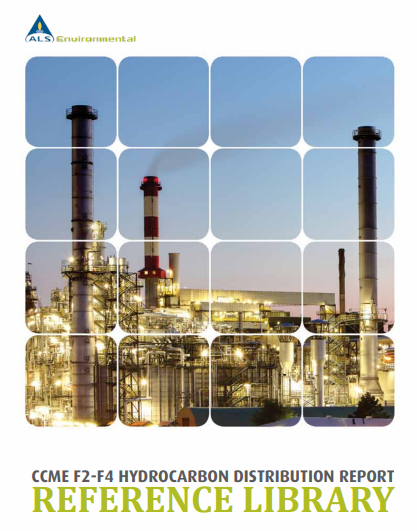 ALS Environmental
CCME F2-F4 HYDROCARBON DISTRIBUTION REPORT
REFERENCE LIBRARY